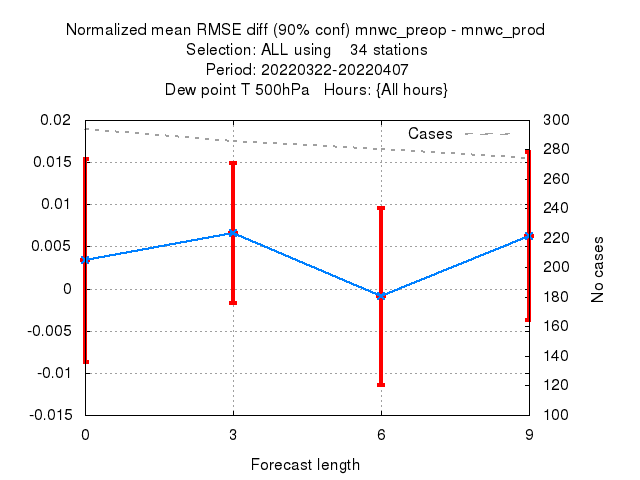 Normalized mean RMSE diff (90% conf) mnwc_preop - mnwc_prod
Selection: ALL using    34 stations
Period: 20220322-20220407
Dew point T 500hPa   Hours: {All hours}
0.02
0.015
0.01
0.005
0
-0.005
-0.01
-0.015
Cases
300
280
260
240
220
200
180
160
140
120
100
No cases
0 3 6 9
Forecast length